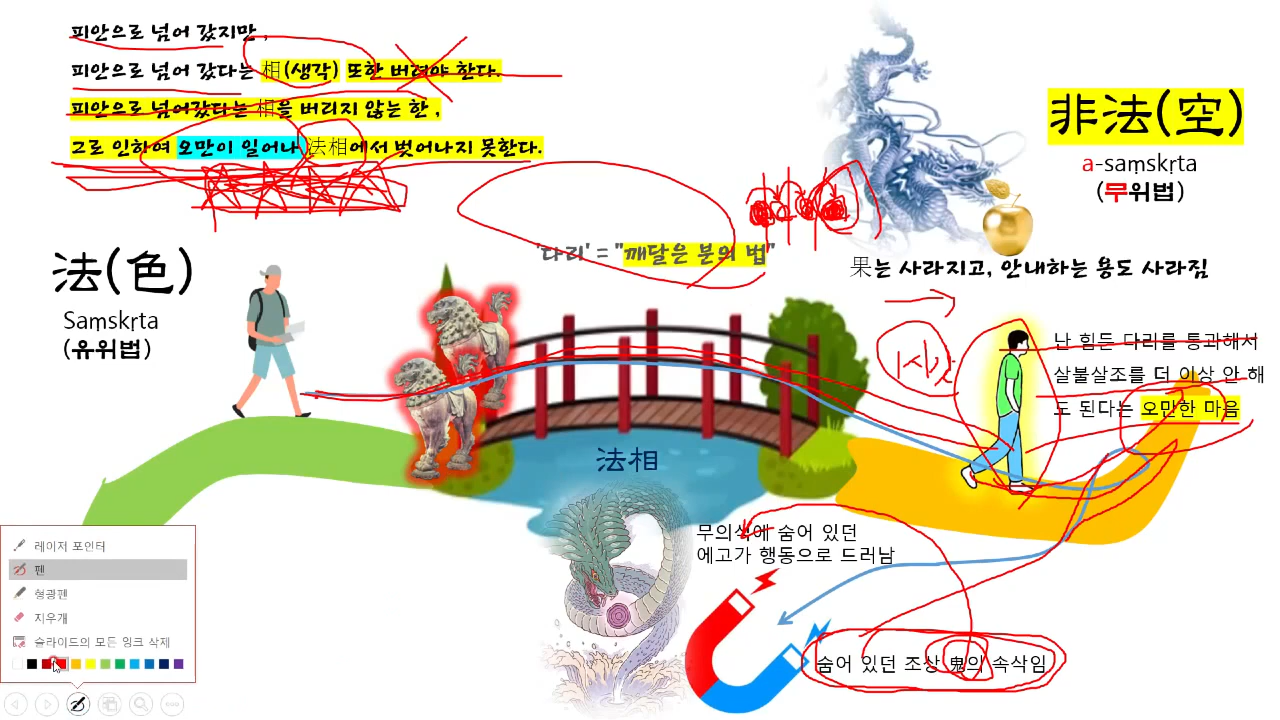 피안으로 넘어 갔지만,
피안으로 넘어 갔다는 相(생각) 또한 버려야 한다.
피안으로 넘어갔다는 相을 버리지 않는 한,
그로 인하여 오만이 일어나 法相에서 벗어나지 못한다.
非法(空)
a-saṃskṛta
(무위법)
'다리' = "깨달은 분의 법"
果는 사라지고, 안내하는 용도 사라짐
法(色)
Saṃskṛta
(유위법)
난 힘든 다리를 통과해서
살불살조를 더 이상 안 해
도 된다는 오만한 마음
法相
무의식에 숨어 있던
에고가 행동으로 드러남
숨어 있던 조상 鬼의 속삭임
레이저 포인터
펜
형광펜
지우개
슬라이드의 모든 잉크 삭제